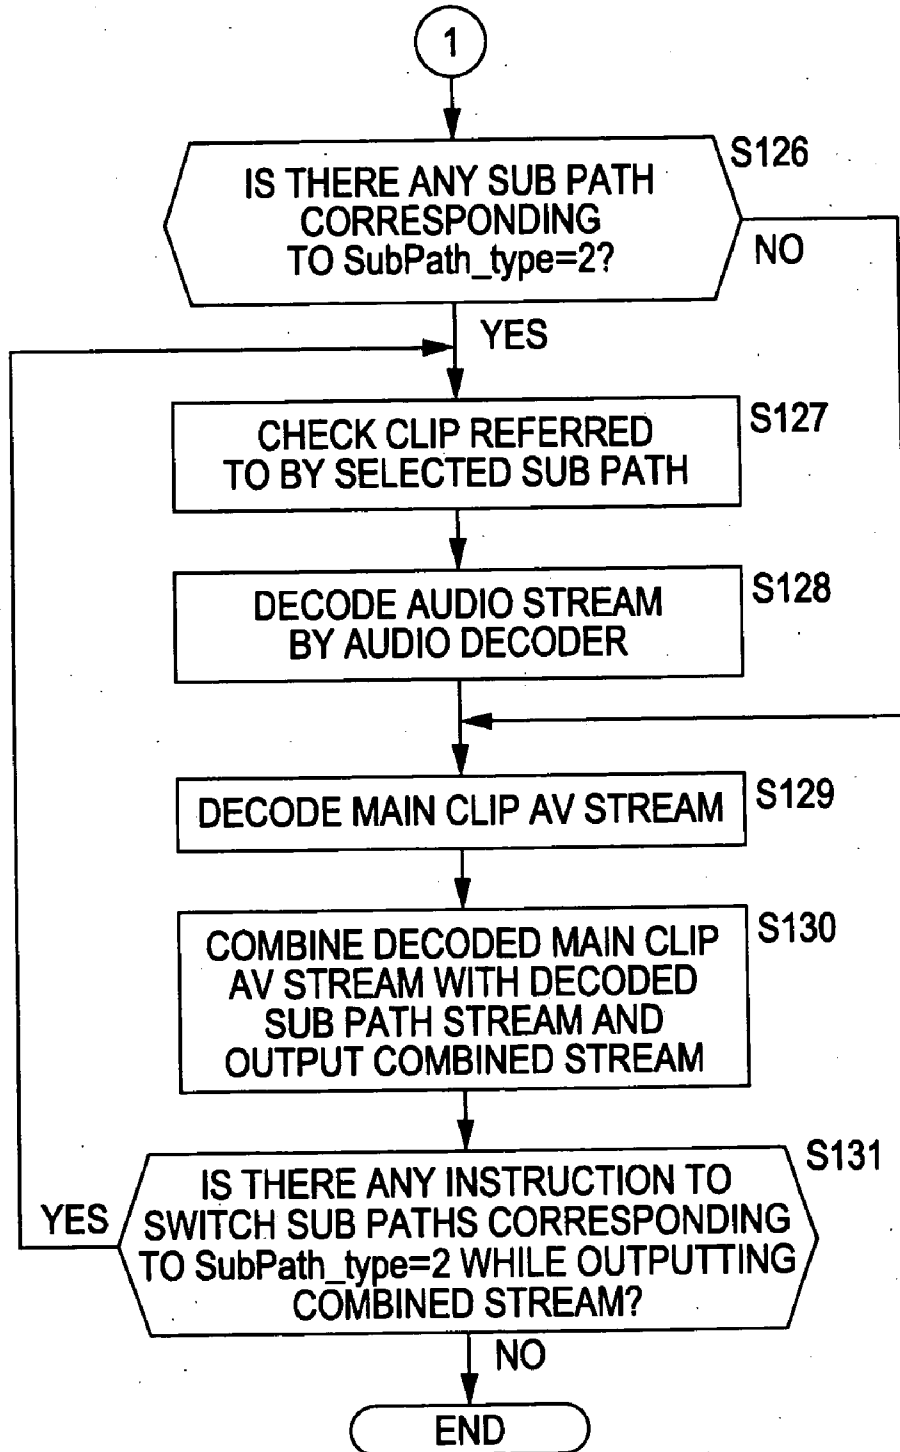 1
S126
IS THERE ANY SUB PATH
CORRESPONDING
TO SubPath_type=2?
NO
YES
S127
CHECK CLIP REFERRED
TO BY SELECTED SUB PATH
S128
DECODE AUDIO STREAM
BY AUDIO DECODER
S129
DECODE MAIN CLIP AV STREAM
S130
COMBINE DECODED MAIN CLIP
AV STREAM WITH DECODED
SUB PATH STREAM AND
OUTPUT COMBINED STREAM
S131
IS THERE ANY INSTRUCTION TO
YES
SWITCH SUB PATHS CORRESPONDING
TO SubPath_type=2 WHILE OUTPUTTING
COMBINED STREAM?
NO
END